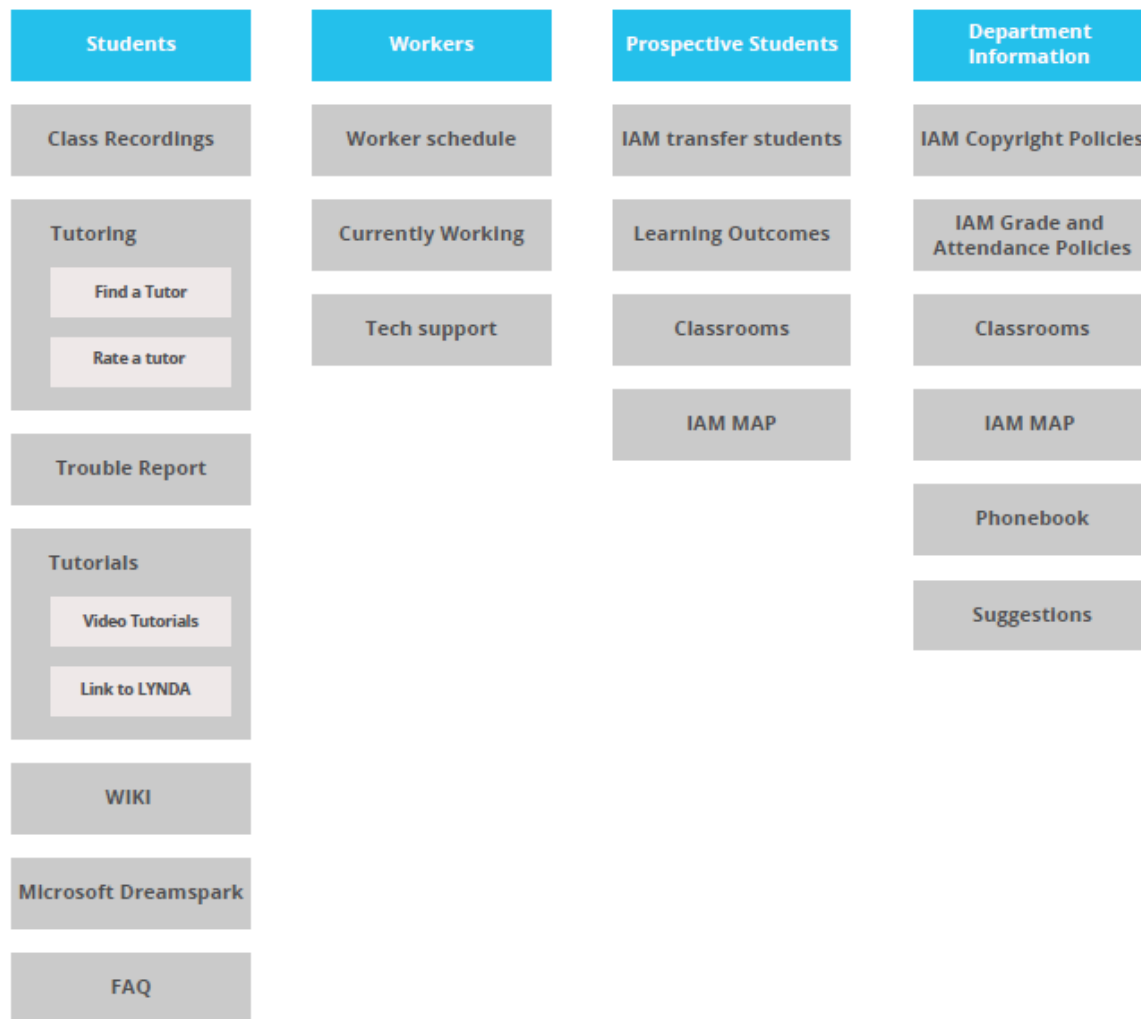 Students
Class Recordings
Tutoring
Find a Tutor
Rate a tutor
Trouble Report
Tutorials
Video Tutorials
Link to LYNDA
WIKI
Microsoft Dreamspark
FAQ
Workers
Worker schedule
Currently Working
Tech support
Prospective Students
IAM transfer students
Learning Outcomes
Classrooms
IAM MAP
Department
Information
IAM Copyright Policies
IAM Grade and
Attendance Policies
Classrooms
IAM MAP
Phonebook
Suggestions